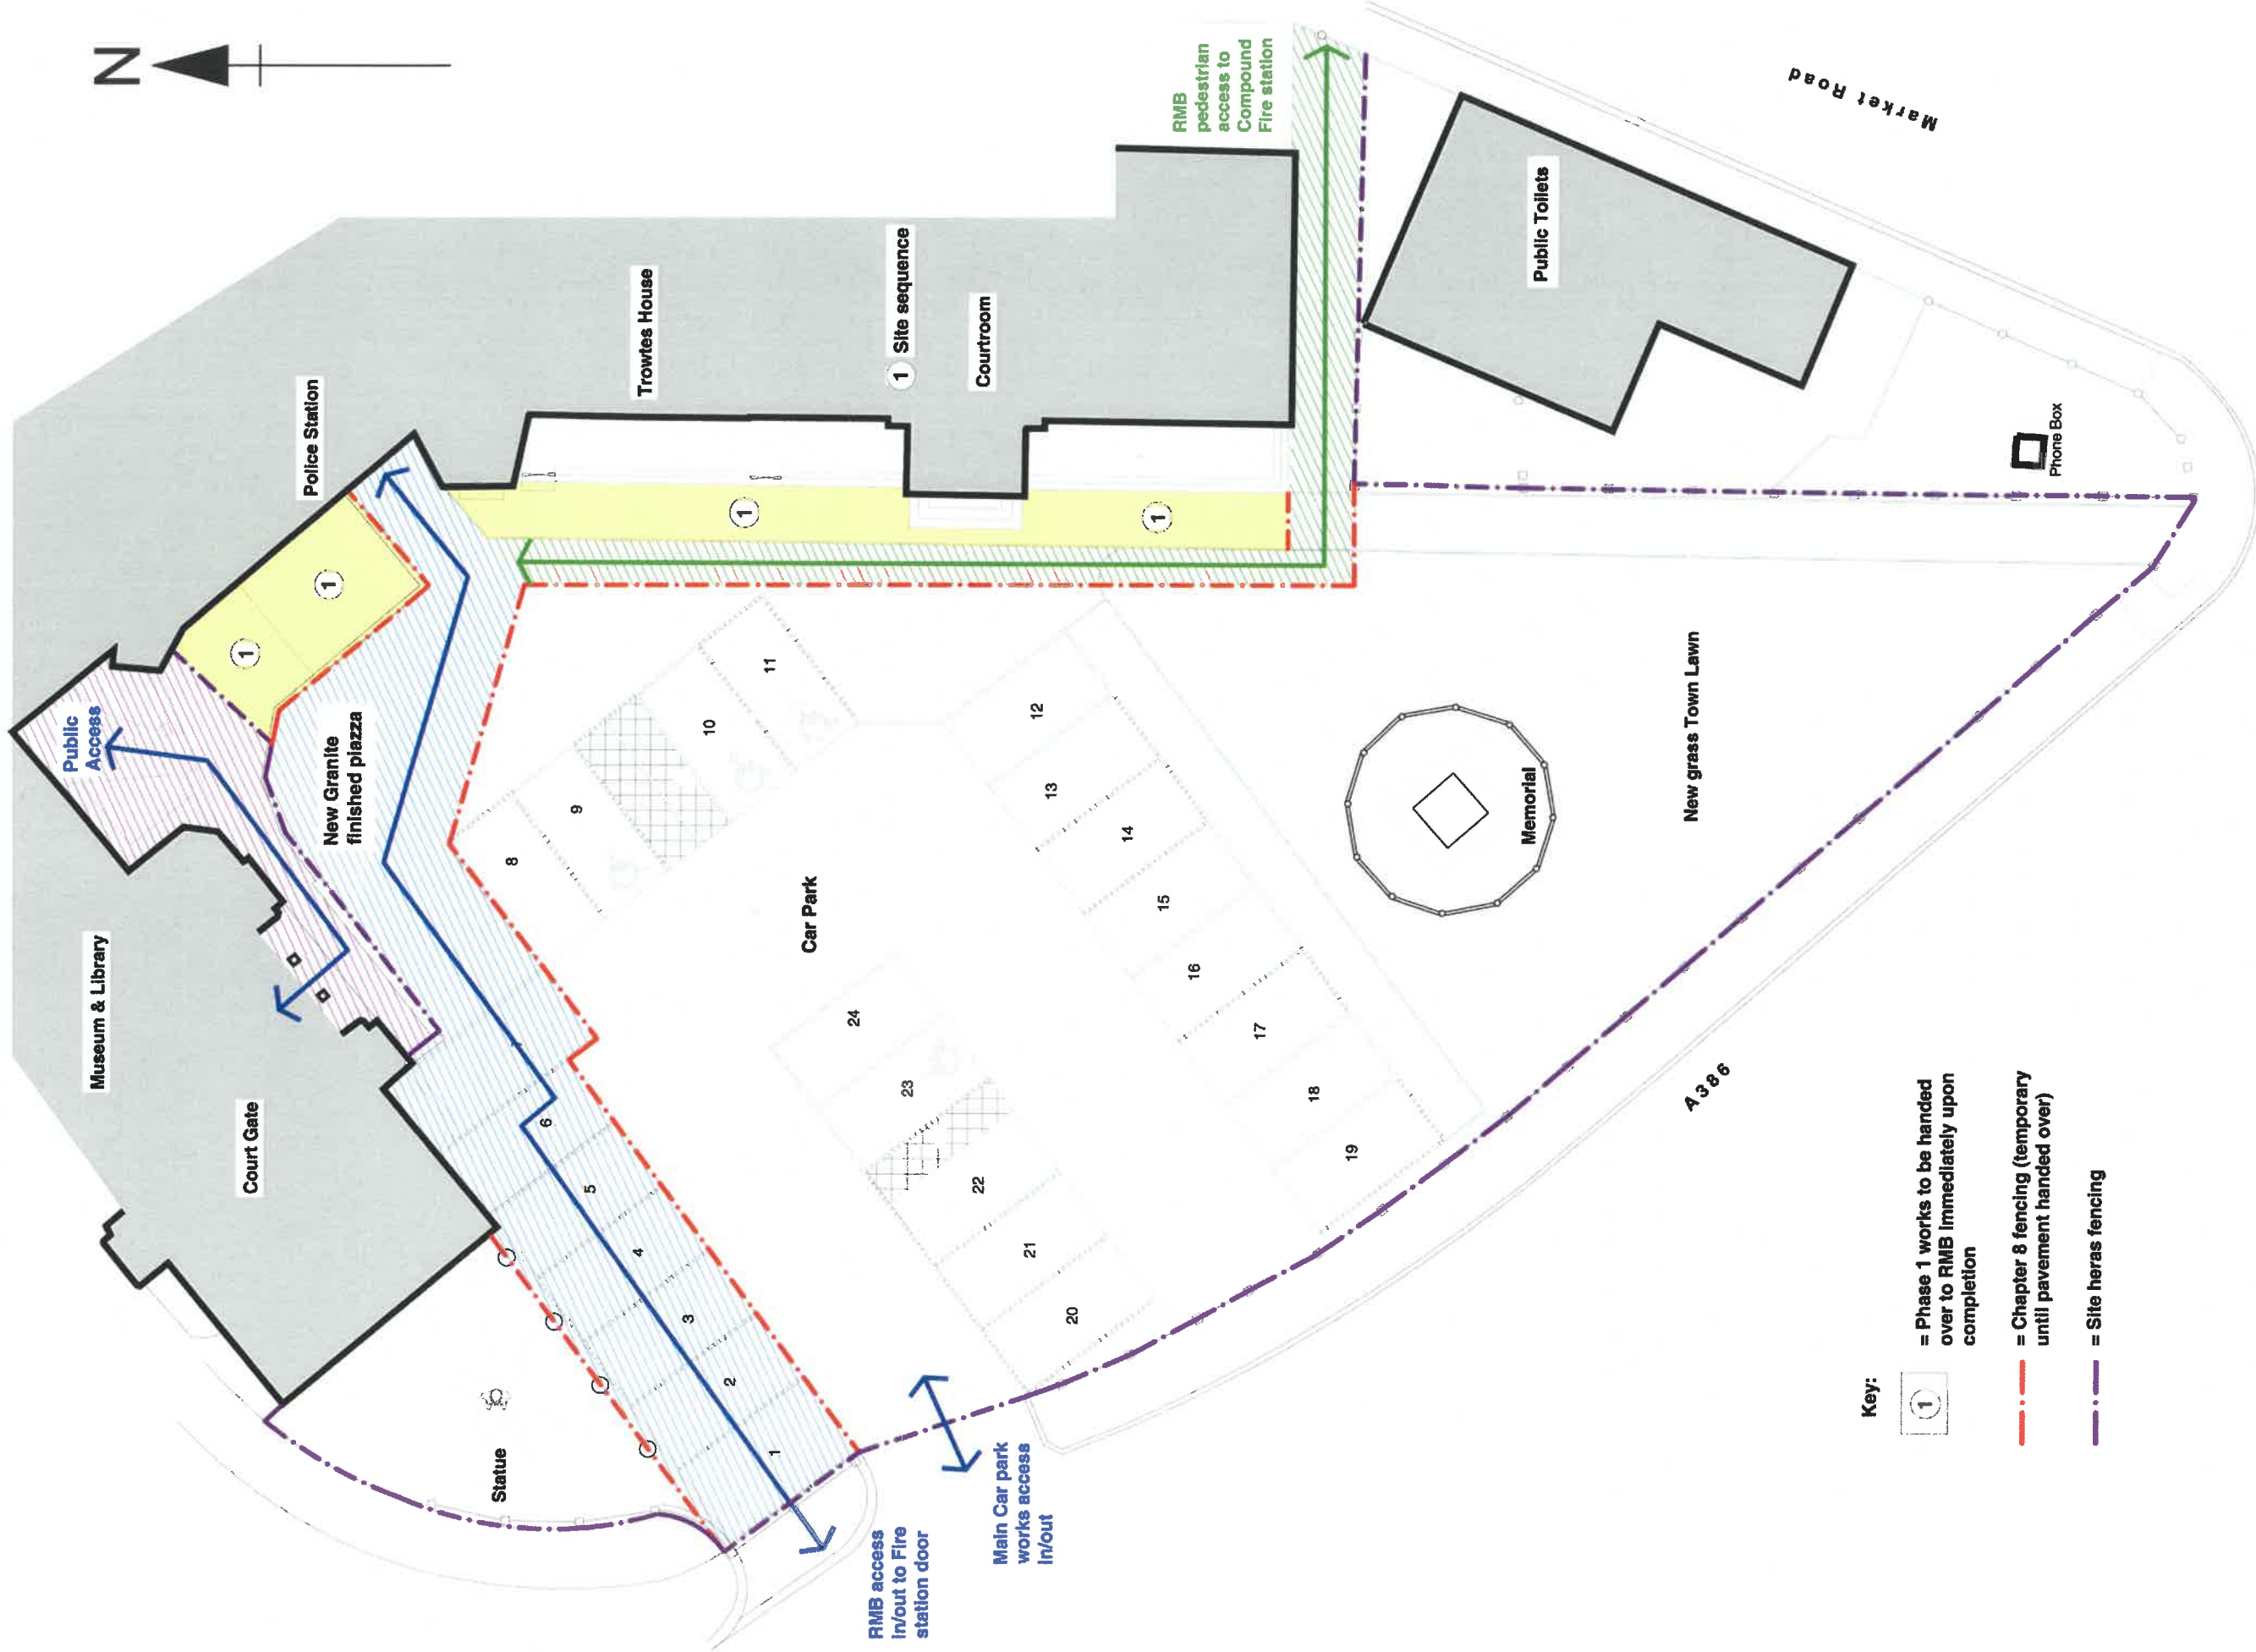 N
Public
Access
Museum & Library
Court Gate
Police Station
Trowtes House
1 Site sequence
Courtroom
RMB
pedestrian
access to
Compound
Fire station
Public Toilets
Market Road
Phone Box
New Granite
finished piazza
1
1
1
1
Statue
Car Park
1
2
3
4
5
6
7
8
9
10
11
12
13
14
15
16
17
18
19
20
21
22
23
24
Memorial
New grass Town Lawn
A386
RMB access
in/out to Fire
station door
Main Car park
works access
in/out
Key:
1 = Phase 1 works to be handed
over to RMB immediately upon
completion
= Chapter 8 fencing (temporary
until pavement handed over)
= Site heras fencing